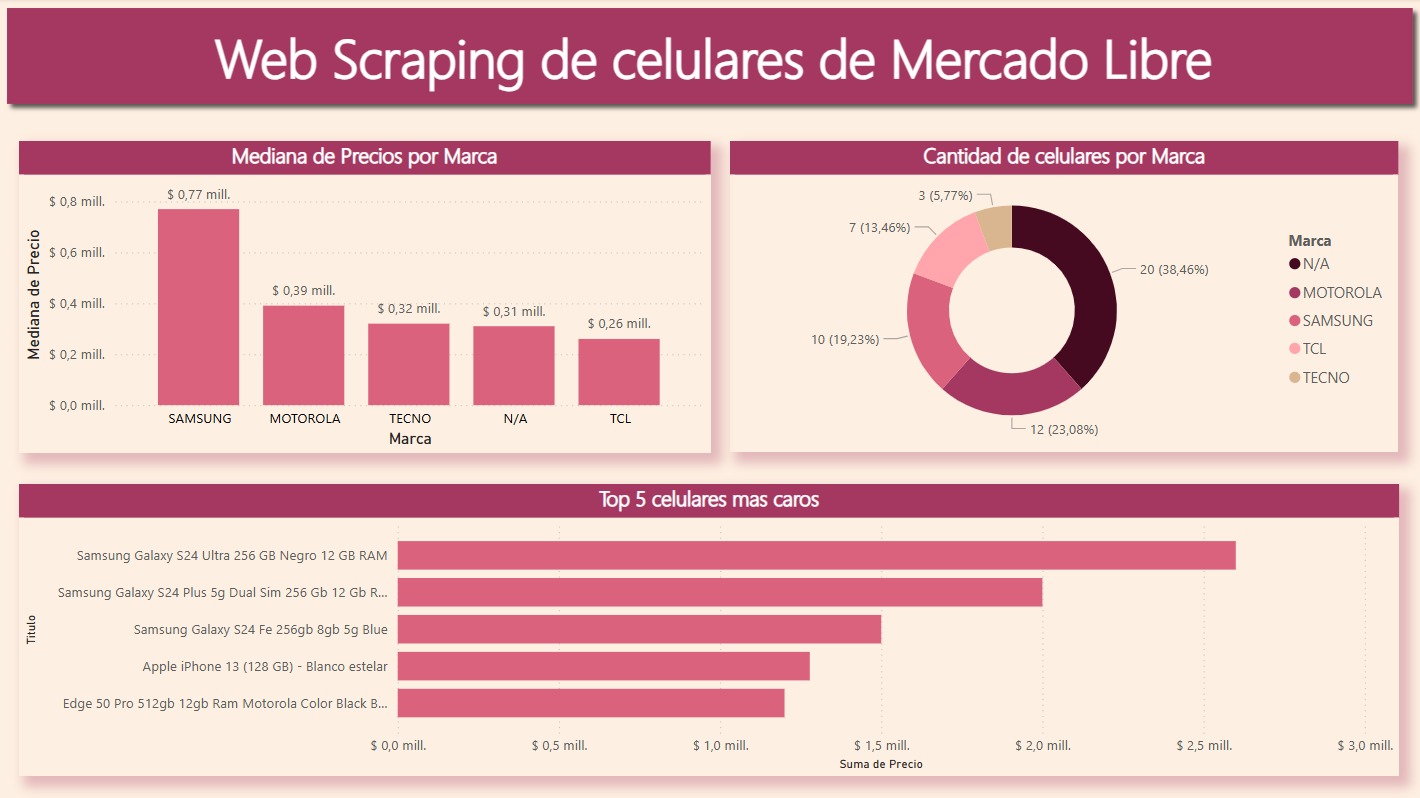 Web Scraping de celulares de Mercado Libre
Mediana de Precios por Marca
Mediana de Precio
$ 0,8 mill.
$ 0,6 mill.
$ 0,4 mill.
$ 0,2 mill.
$ 0,0 mill.
$ 0,77 mill.
$ 0,39 mill.
$ 0,32 mill.
$ 0,31 mill.
$ 0,26 mill.
SAMSUNG
MOTOROLA
TECNO
N/A
TCL
Marca
Cantidad de celulares por Marca
3 (5,77%)
7 (13,46%)
20 (38,46%)
10 (19,23%)
12 (23,08%)
Marca
N/A
MOTOROLA
SAMSUNG
TCL
TECNO
Top 5 celulares mas caros
Título
Samsung Galaxy S24 Ultra 256 GB Negro 12 GB RAM
Samsung Galaxy S24 Plus 5g Dual Sim 256 Gb 12 Gb R...
Samsung Galaxy S24 Fe 256gb 8gb 5g Blue
Apple iPhone 13 (128 GB) - Blanco estelar
Edge 50 Pro 512gb 12gb Ram Motorola Color Black B...
$ 0,0 mill.
$ 0,5 mill.
$ 1,0 mill.
$ 1,5 mill.
$ 2,0 mill.
$ 2,5 mill.
$ 3,0 mill.
Suma de Precio